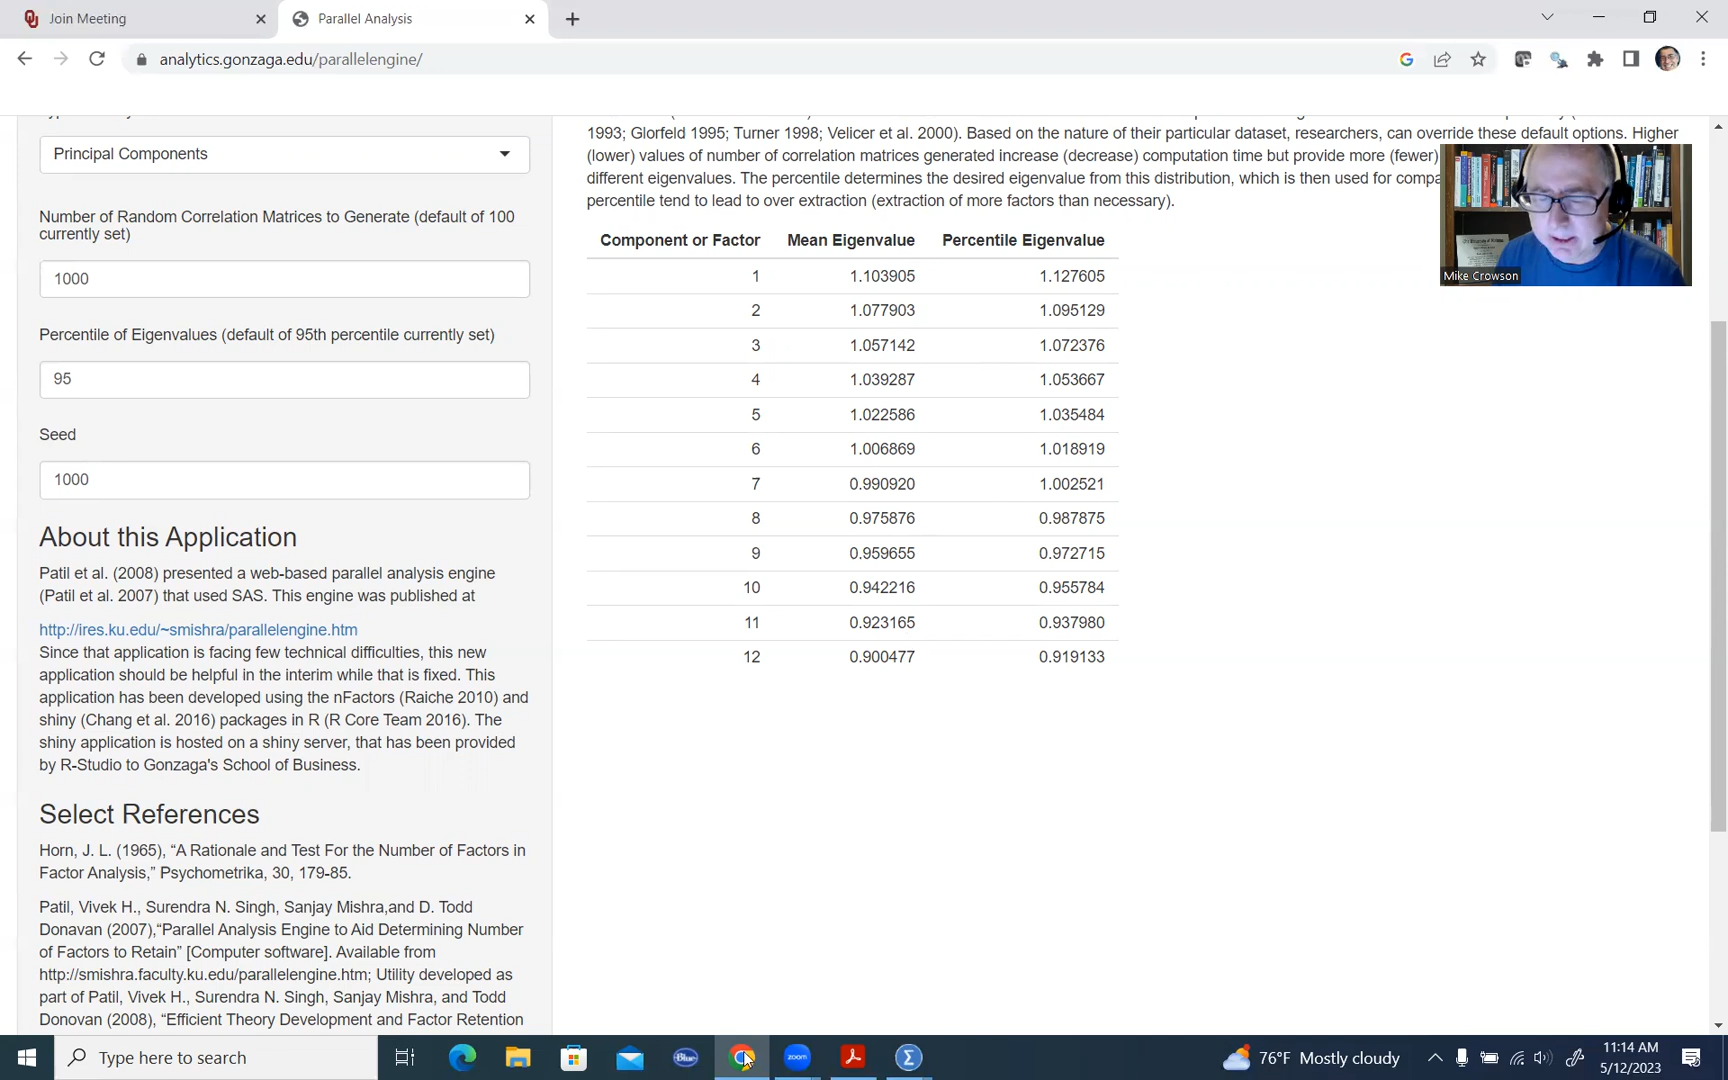 Join Meeting
Parallel Analysis
analytics.gonzaga.edu/parallelengine/
Principal Components
Number of Random Correlation Matrices to Generate (default of 100
currently set)
1000
Percentile of Eigenvalues (default of 95th percentile currently set)
95
Seed
1000
About this Application
Patil et al. (2008) presented a web-based parallel analysis engine
(Patil et al. 2007) that used SAS. This engine was published at
http://ires.ku.edu/~smishra/parallelengine.htm
Since that application is facing few technical difficulties, this new
application should be helpful in the interim while that is fixed. This
application has been developed using the nFactors (Raiche 2010) and
shiny (Chang et al. 2016) packages in R (R Core Team 2016). The
shiny application is hosted on a shiny server, that has been provided
by R-Studio to Gonzaga's School of Business.
Select References
Horn, J. L. (1965), “A Rationale and Test For the Number of Factors in
Factor Analysis,” Psychometrika, 30, 179-85.
Patil, Vivek H., Surendra N. Singh, Sanjay Mishra,and D. Todd
Donavan (2007),“Parallel Analysis Engine to Aid Determining Number
of Factors to Retain” [Computer software]. Available from
http://smishra.faculty.ku.edu/parallelengine.htm; Utility developed as
part of Patil, Vivek H., Surendra N. Singh, Sanjay Mishra, and Todd
Donovan (2008), “Efficient Theory Development and Factor Retention
1993; Glorfeld 1995; Turner 1998; Velicer et al. 2000). Based on the nature of their particular dataset, researchers, can override these default options. Higher
(lower) values of number of correlation matrices generated increase (decrease) computation time but provide more (fewer)
different eigenvalues. The percentile determines the desired eigenvalue from this distribution, which is then used for compa
percentile tend to lead to over extraction (extraction of more factors than necessary).
Component or Factor Mean Eigenvalue Percentile Eigenvalue
1 1.103905 1.127605
2 1.077903 1.095129
3 1.057142 1.072376
4 1.039287 1.053667
5 1.022586 1.035484
6 1.006869 1.018919
7 0.990920 1.002521
8 0.975876 0.987875
9 0.959655 0.972715
10 0.942216 0.955784
11 0.923165 0.937980
12 0.900477 0.919133
Mike Crowson
Type here to search
Blue
zoom
76°F Mostly cloudy
11:14 AM
5/12/2023